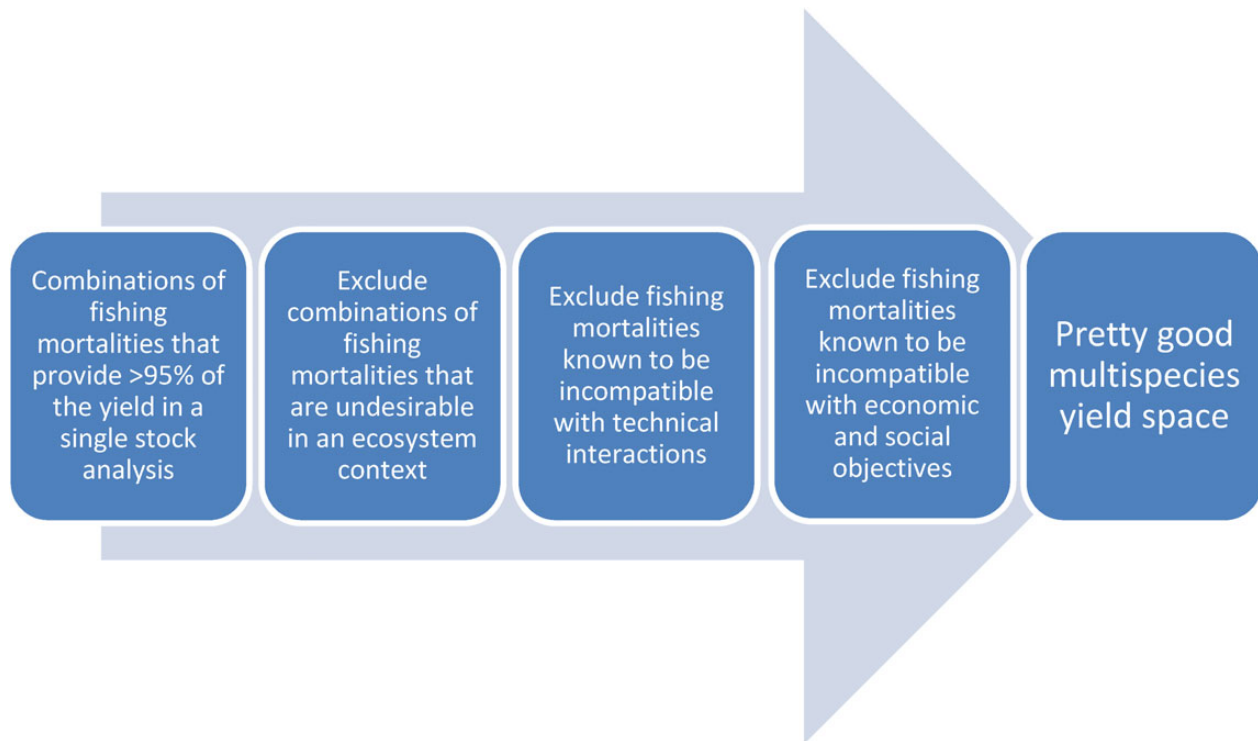 Combinations of
fishing
mortalities that
provide >95% of
the yield in a
single stock
analysis
Exclude
combinations of
fishing
mortalities that
are undesirable
in an ecosystem
context
Exclude fishing
mortalities
known to be
incompatible
with technical
interactions
Exclude fishing
mortalities
known to be
incompatible
with economic
and social
objectives
Pretty good
multispecies
yield space